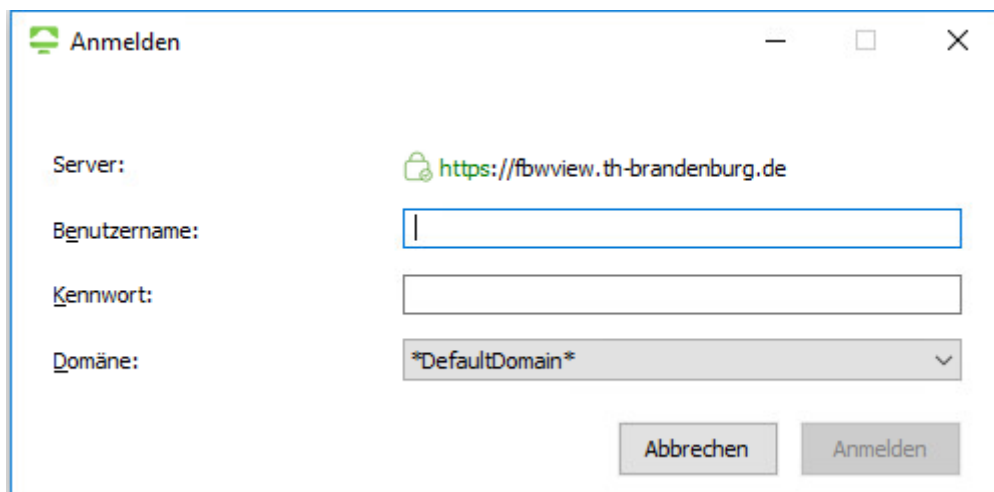 Anmelden
Server: https://fbwview.th-brandenburg.de
Benutzername:
Kennwort:
Domäne: *DefaultDomain*
Abbrechen Anmelden